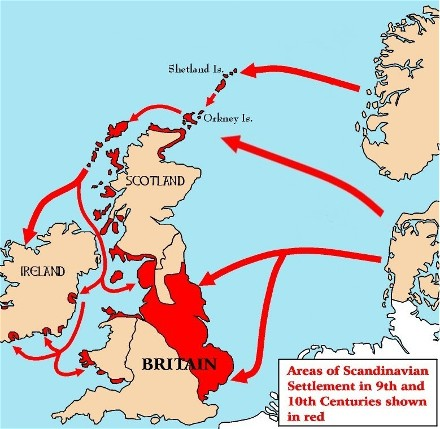 Shetland Is.
Orkney Is.
SCOTLAND
IRELAND
BRITAIN
Areas of Scandinavian
Settlement in 9th and
10th Centuries shown
in red